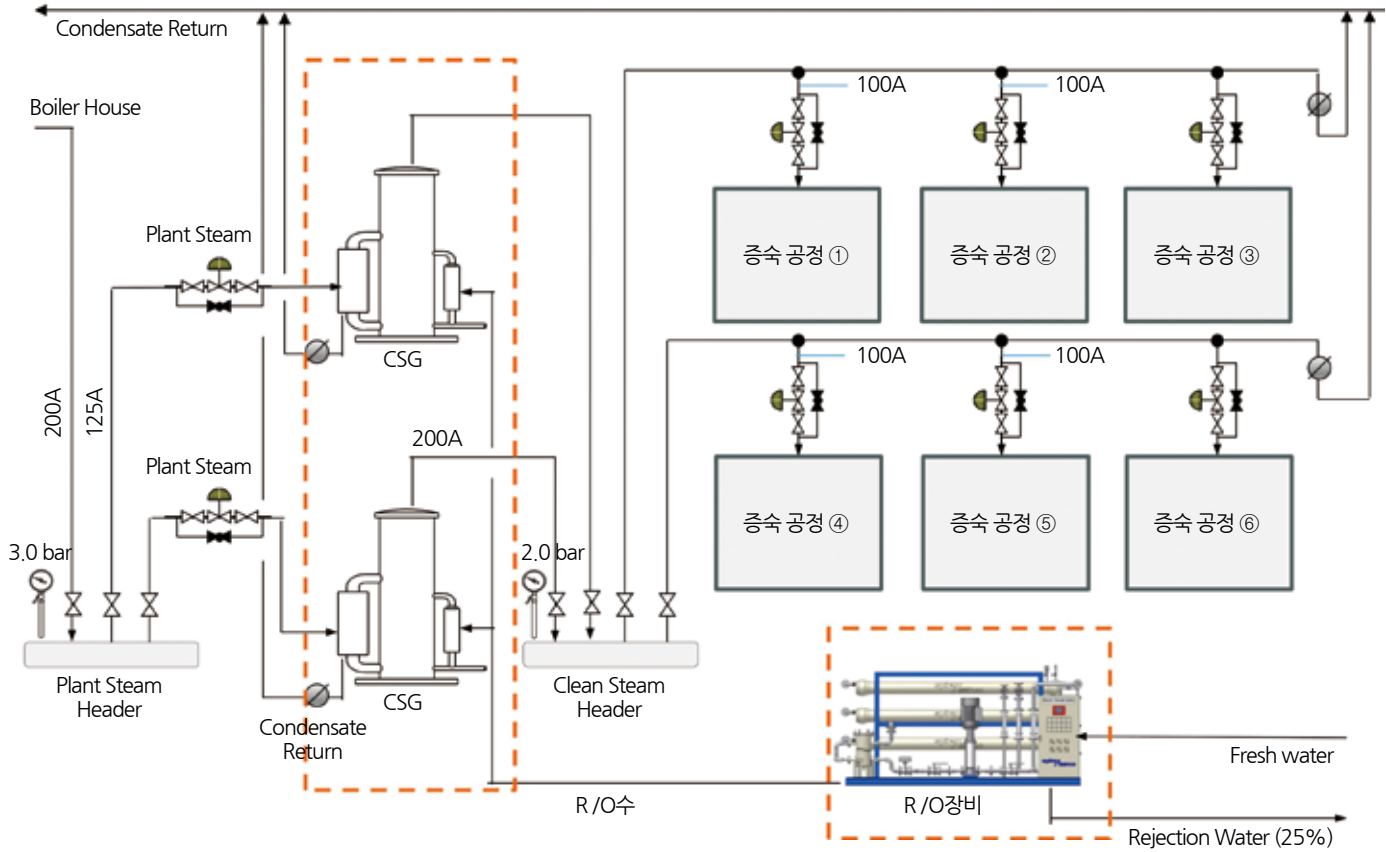 Condensate Return
Boiler House
100A
100A
Plant Steam
증숙 공정 ①
증숙 공정 ②
증숙 공정 ③
CSG
100A
100A
200A
125A
200A
Plant Steam
3.0 bar
2.0 bar
증숙 공정 ④
증숙 공정 ⑤
증숙 공정 ⑥
Plant Steam
Header
CSG
Clean Steam
Header
Condensate
Return
Fresh water
R /O수
R /O장비
Rejection Water (25%)